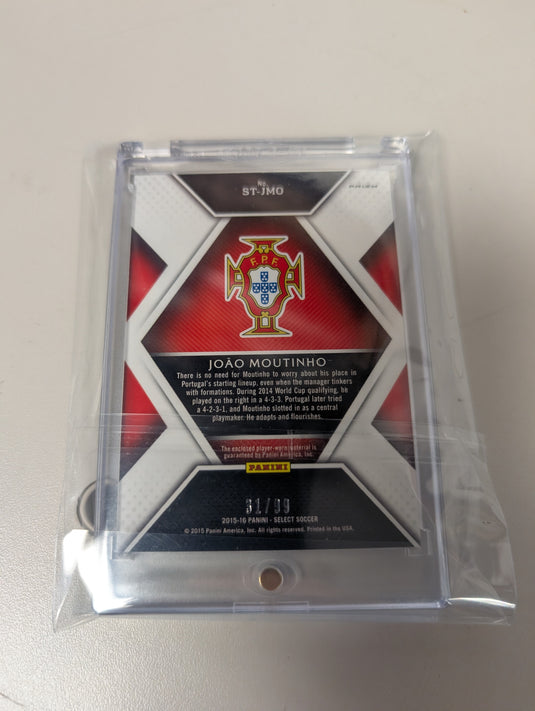 No.
ST-JMO
PRIZM
F.P.F.
JOÃO MOUTINHO
There is no need for Moutinho to worry about his place in
Portugal's starting lineup, even when the manager tinkers
with formations. During 2014 World Cup qualifying, he
played on the right in a 4-3-3. Portugal later tried
a 4-2-3-1, and Moutinho slotted in as a central
playmaker. He adapts and flourishes.
The enclosed player-worn material is
guaranteed by Panini America, Inc.
PANINI
31/99
2015-16 PANINI - SELECT SOCCER
© 2015 Panini America, Inc. All rights reserved. Printed in the USA.